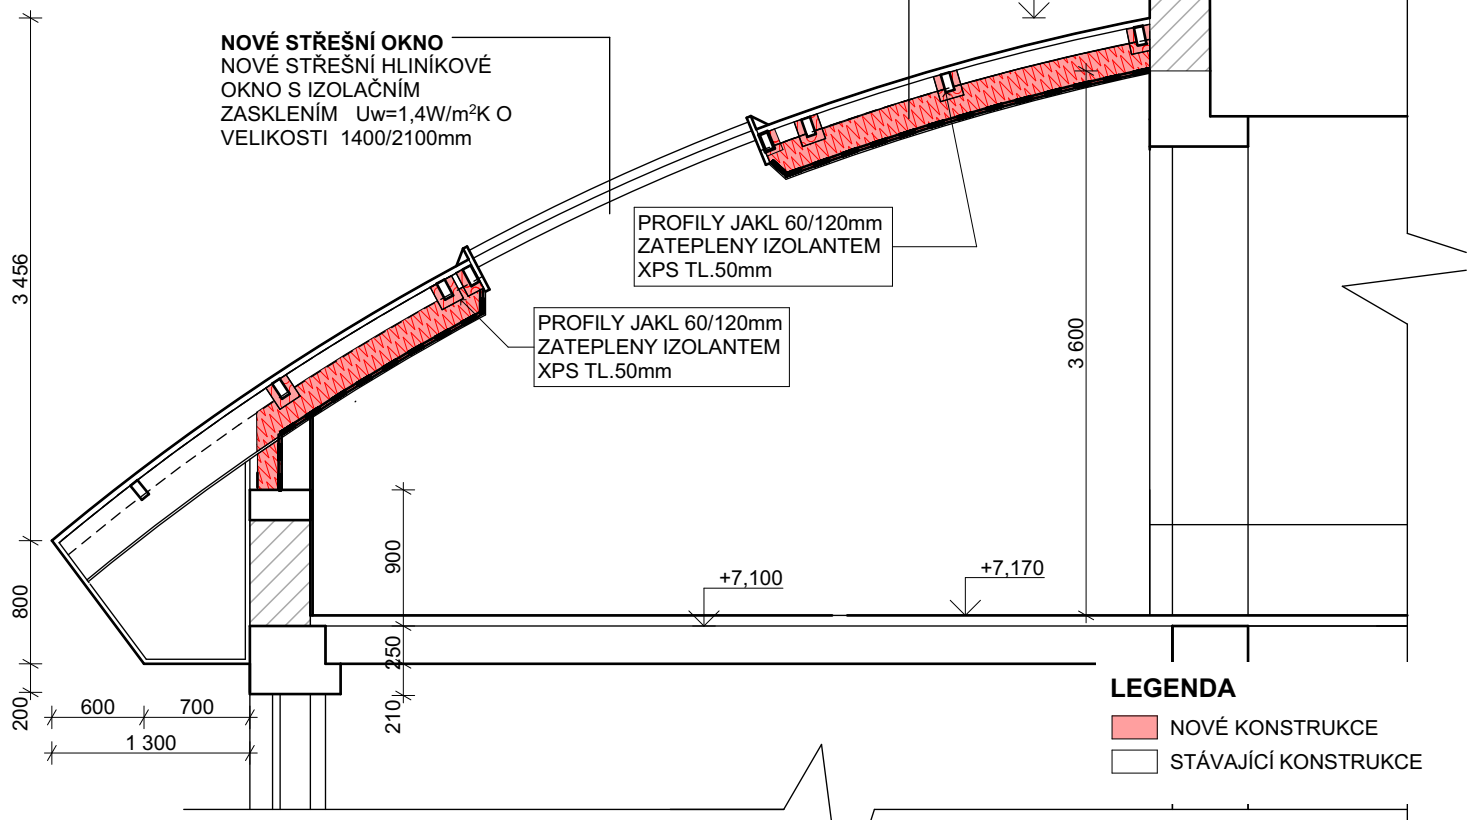 NOVÉ STŘEŠNÍ OKNO
NOVÉ STŘEŠNÍ HLINÍKOVÉ
OKNO S IZOLAČNÍM
ZASKLENÍM Uw=1,4W/m²K O
VELIKOSTI 1400/2100mm
PROFILY JAKL 60/120mm
ZATEPLENY IZOLANTEM
XPS TL.50mm
PROFILY JAKL 60/120mm
ZATEPLENY IZOLANTEM
XPS TL.50mm
3 456
800
200
600
700
1 300
900
250
210
+7,100
+7,170
3 600
LEGENDA
NOVÉ KONSTRUKCE
STÁVAJÍCÍ KONSTRUKCE